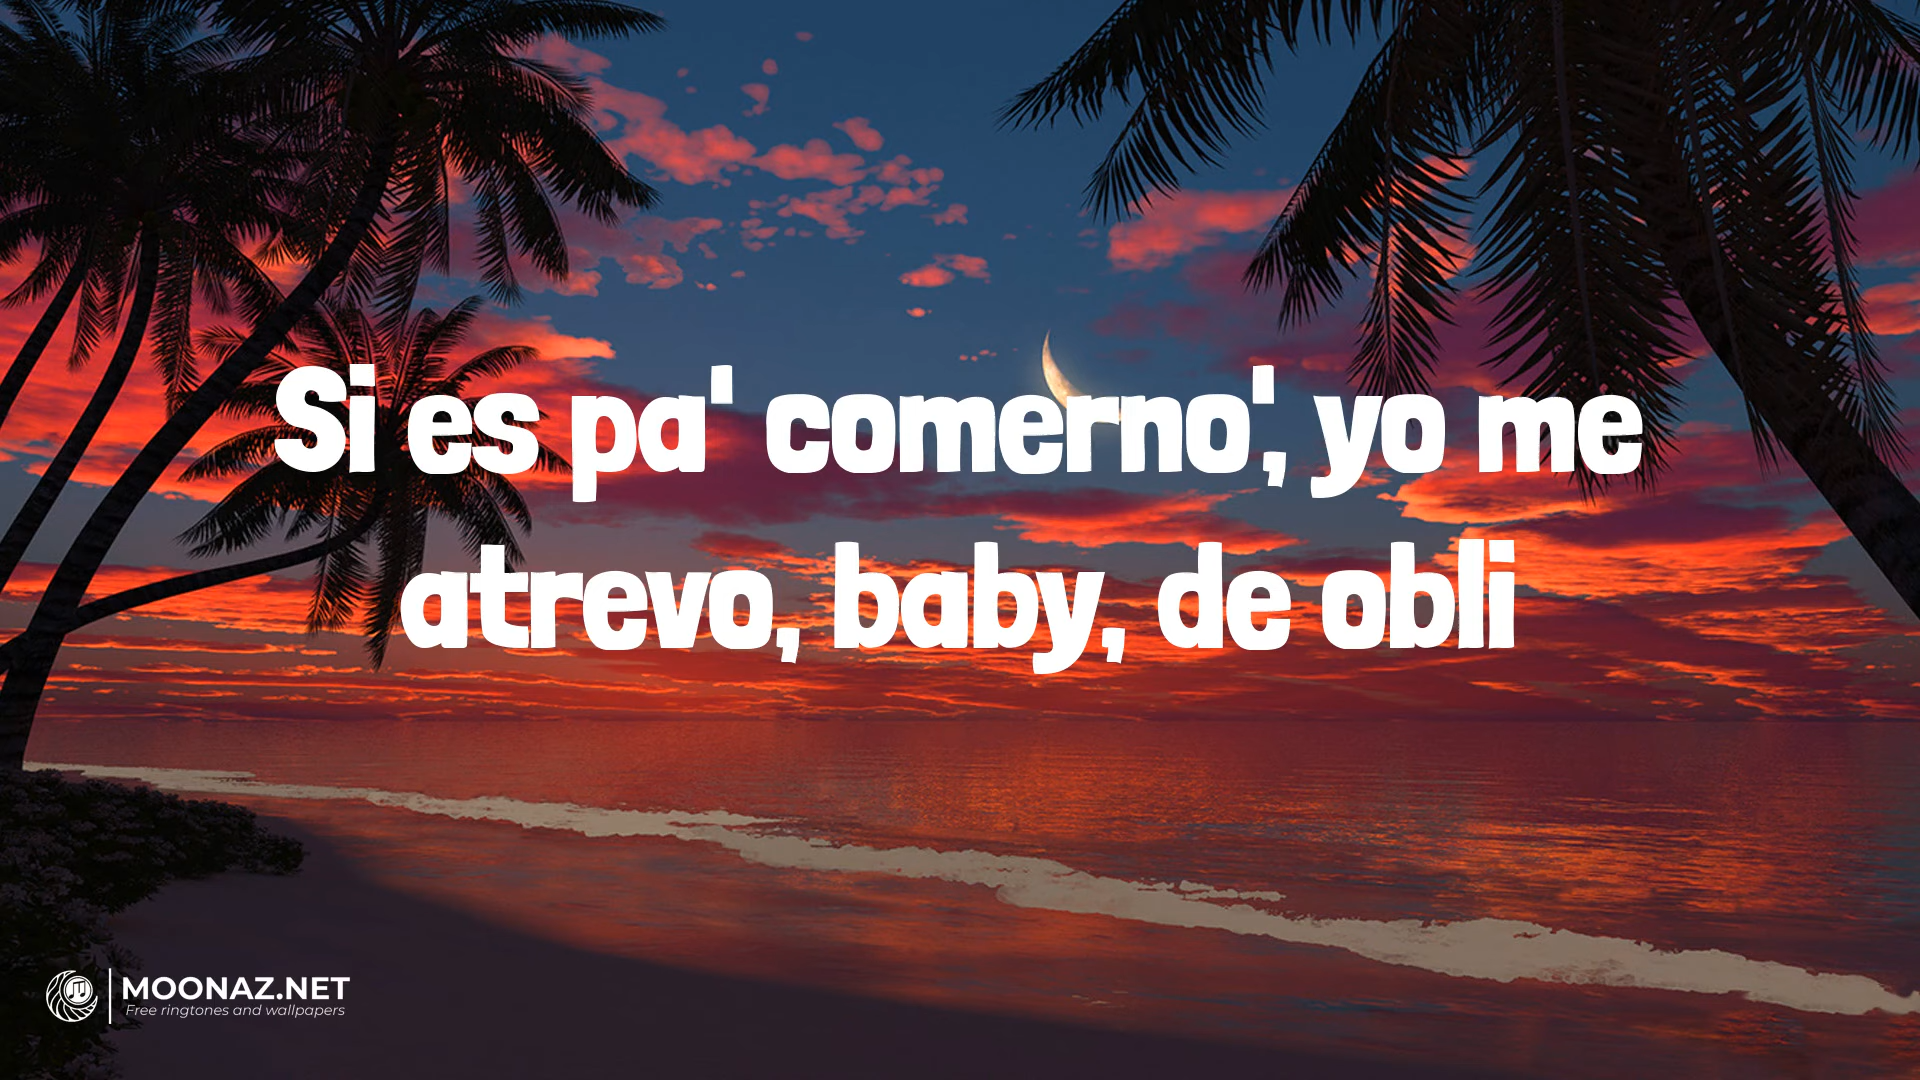 Si es pa' comerno', yo me
atrevo, baby, de obli
MOONAZ.NET
Free ringtones and wallpapers